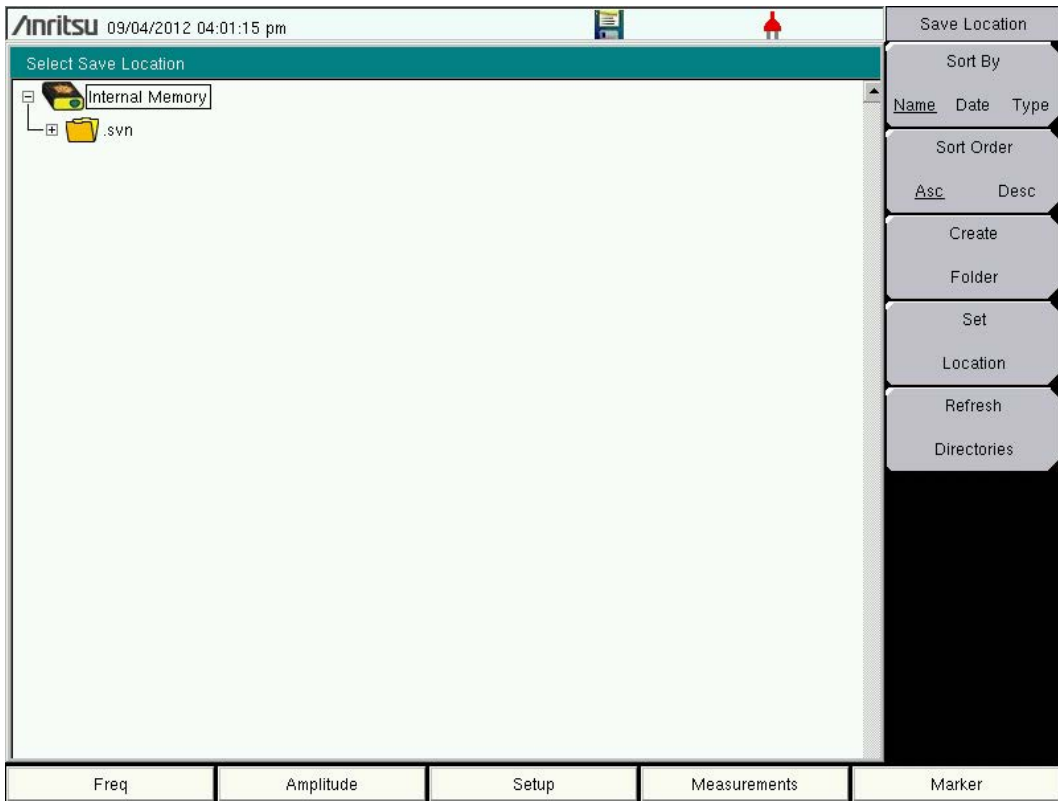 Anritsu 09/04/2012 04:01:15 pm
Select Save Location
Internal Memory
.svn
Save Location
Sort By
Name Date Type
Sort Order
Asc Desc
Create
Folder
Set
Location
Refresh
Directories
Freq Amplitude Setup Measurements Marker